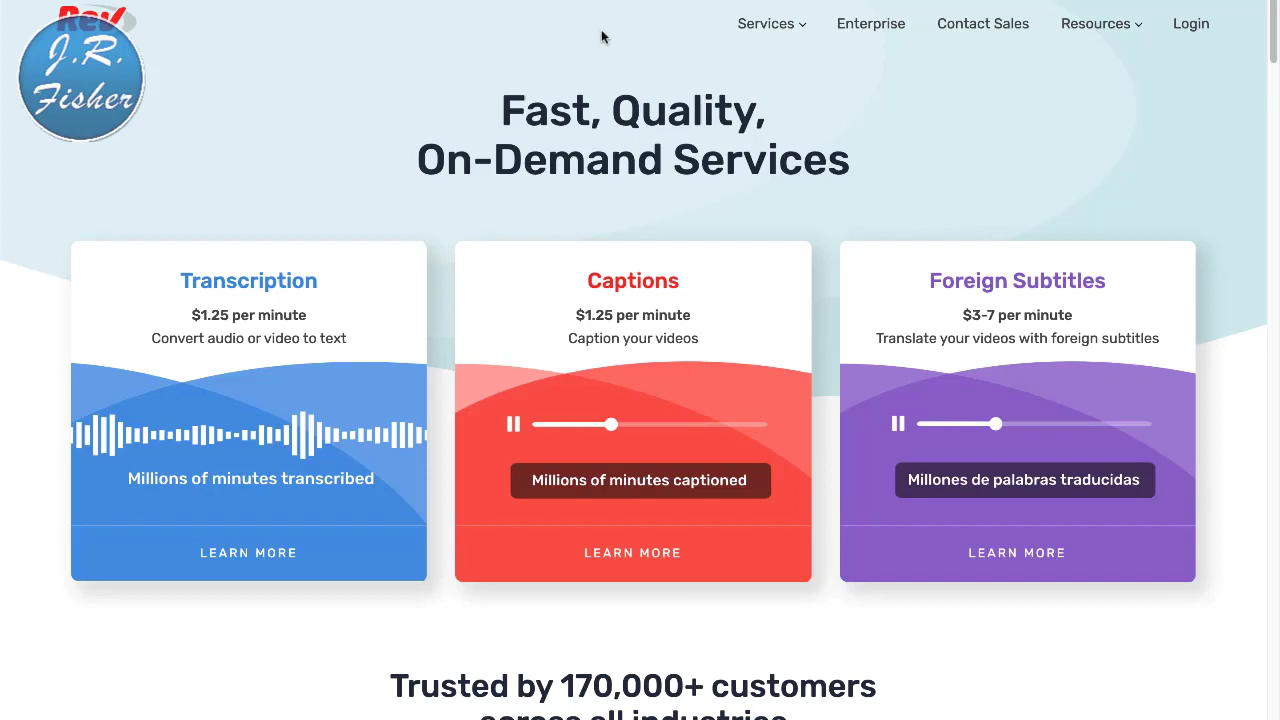 Rev
J.R.
Fisher
Services
Enterprise
Contact Sales
Resources
Login
Fast, Quality,
On-Demand Services
Transcription
$1.25 per minute
Convert audio or video to text
Millions of minutes transcribed
LEARN MORE
Captions
$1.25 per minute
Caption your videos
Millions of minutes captioned
LEARN MORE
Foreign Subtitles
$3-7 per minute
Translate your videos with foreign subtitles
Millones de palabras traducidas
LEARN MORE
Trusted by 170,000+ customers
across all industries